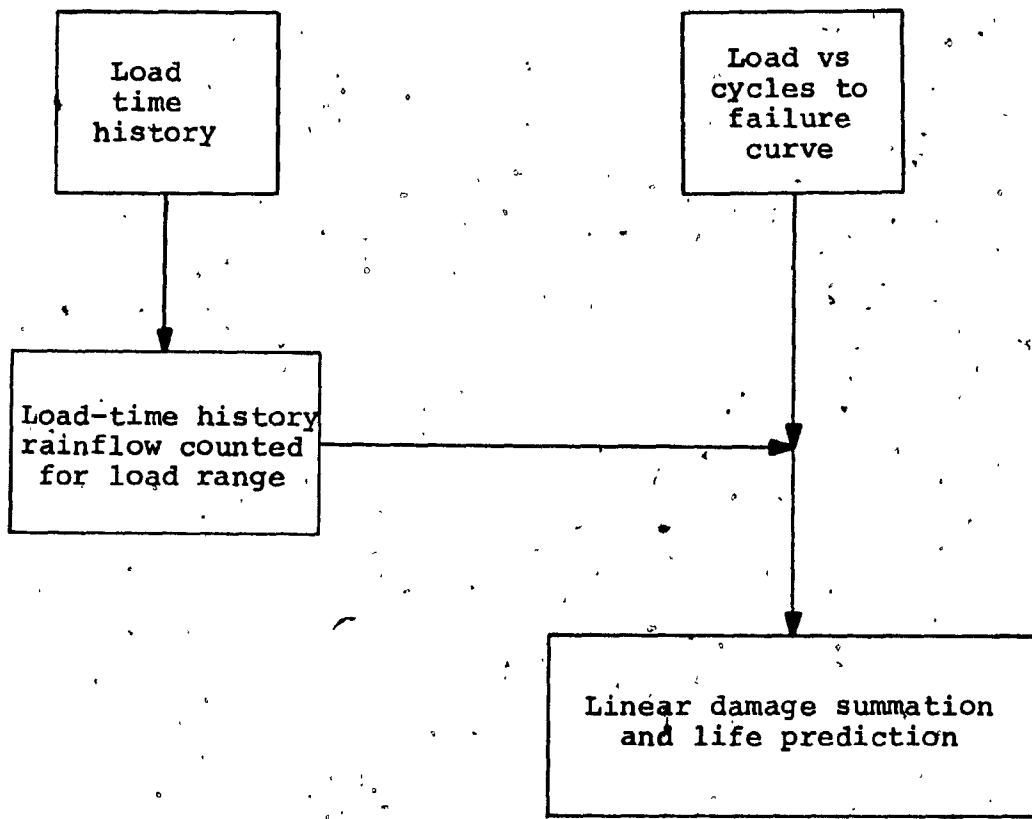 Load
time
history
Load vs
cycles to
failure
curve
Load-time history
rainflow counted
for load range
Linear damage summation
and life prediction